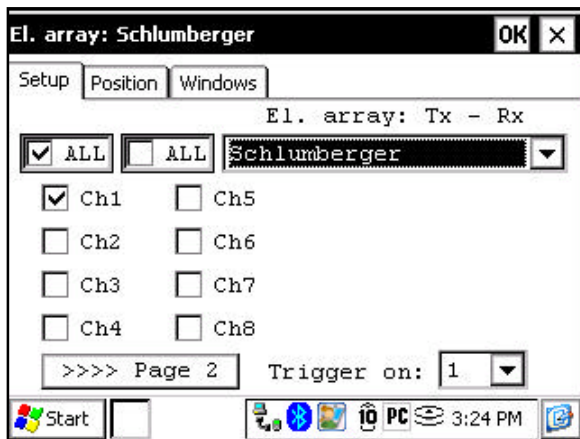 El. array: Schlumberger OK
Setup Position Windows
El. array: Tx - Rx
ALL ALL Schlumberger
Ch1 Ch5
Ch2 Ch6
Ch3 Ch7
Ch4 Ch8
>>>> Page 2 Trigger on: 1
Start PC 3:24 PM